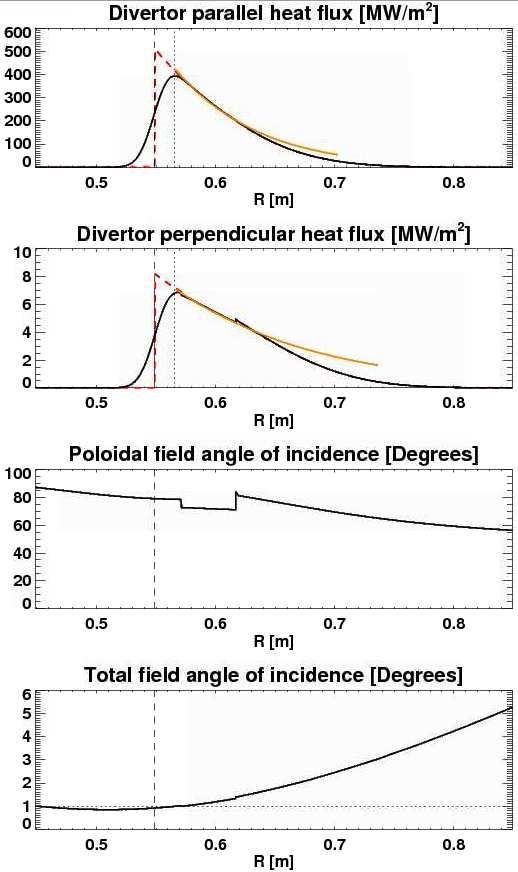 Divertor parallel heat flux [MW/m²]
600
500
400
300
200
100
0
0.5 0.6 0.7 0.8
R [m]
Divertor perpendicular heat flux [MW/m²]
10
8
6
4
2
0
0.5 0.6 0.7 0.8
R [m]
Poloidal field angle of incidence [Degrees]
100
80
60
40
20
0
0.5 0.6 0.7 0.8
R [m]
Total field angle of incidence [Degrees]
6
5
4
3
2
1
0
0.5 0.6 0.7 0.8
R [m]